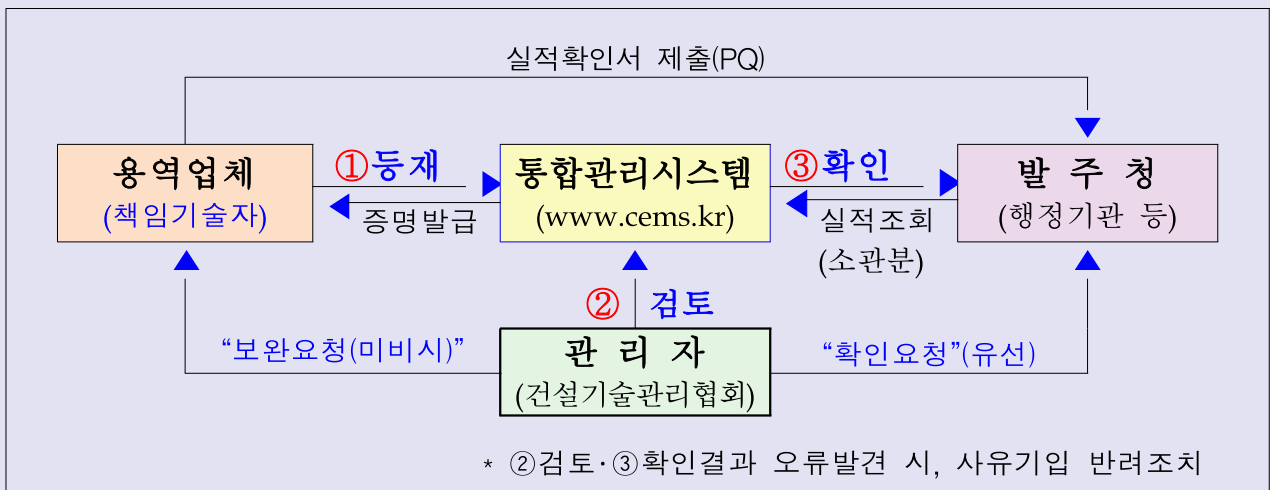 실적확인서 제출(PQ)
용역업체
(책임기술자)
①등재
증명발급
통합관리시스템
(www.cems.kr)
③확인
실적조회
(소관분)
발 주 청
(행정기관 등)
② 검토
“보완요청(미비시)”
관 리 자
(건설기술관리협회)
“확인요청”(유선)
* ②검토·③확인결과 오류발견 시, 사유기입 반려조치